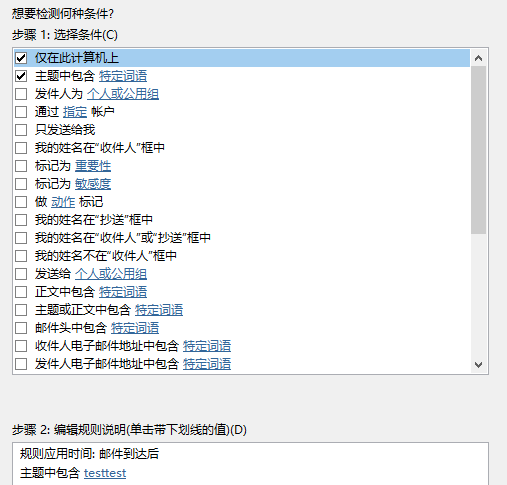 想要检测何种条件?
步骤 1: 选择条件(C)
仅在此计算机上
主题中包含 特定词语
发件人为 个人或公用组
通过 指定 帐户
只发送给我
我的姓名在“收件人”框中
标记为 重要性
标记为 敏感度
做 动作 标记
我的姓名在“抄送”框中
我的姓名在“收件人”或“抄送”框中
我的姓名不在“收件人”框中
发送给 个人或公用组
正文中包含 特定词语
主题或正文中包含 特定词语
邮件头中包含 特定词语
收件人电子邮件地址中包含 特定词语
发件人电子邮件地址中包含 特定词语
步骤 2: 编辑规则说明(单击带下划线的值)(D)
规则应用时间: 邮件到达后
主题中包含 testtest